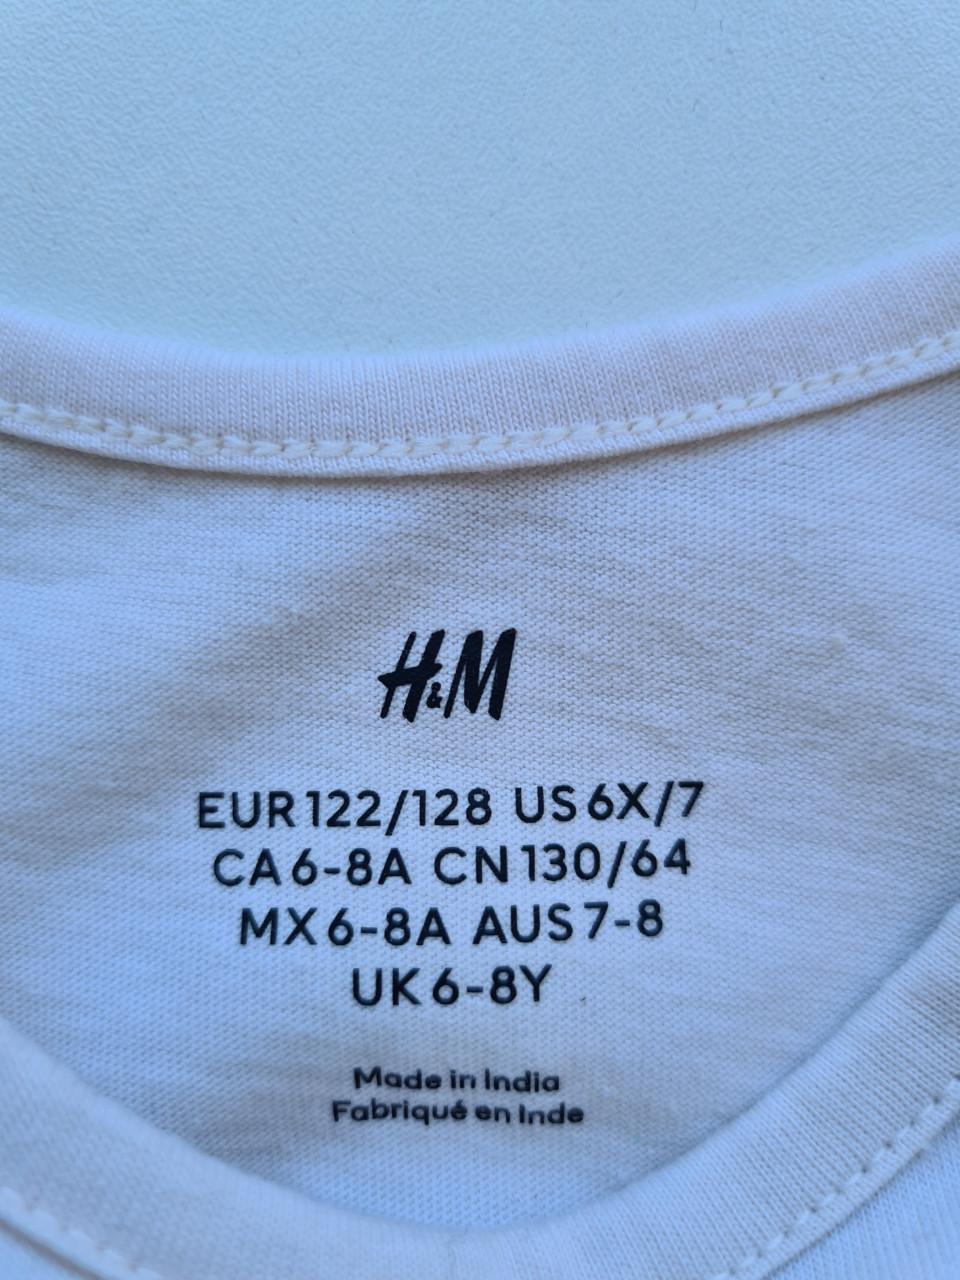 H&M
EUR 122/128 US 6X/7
CA 6-8A CN 130/64
MX 6-8A AUS 7-8
UK 6-8Y
Made in India
Fabriqué en Inde